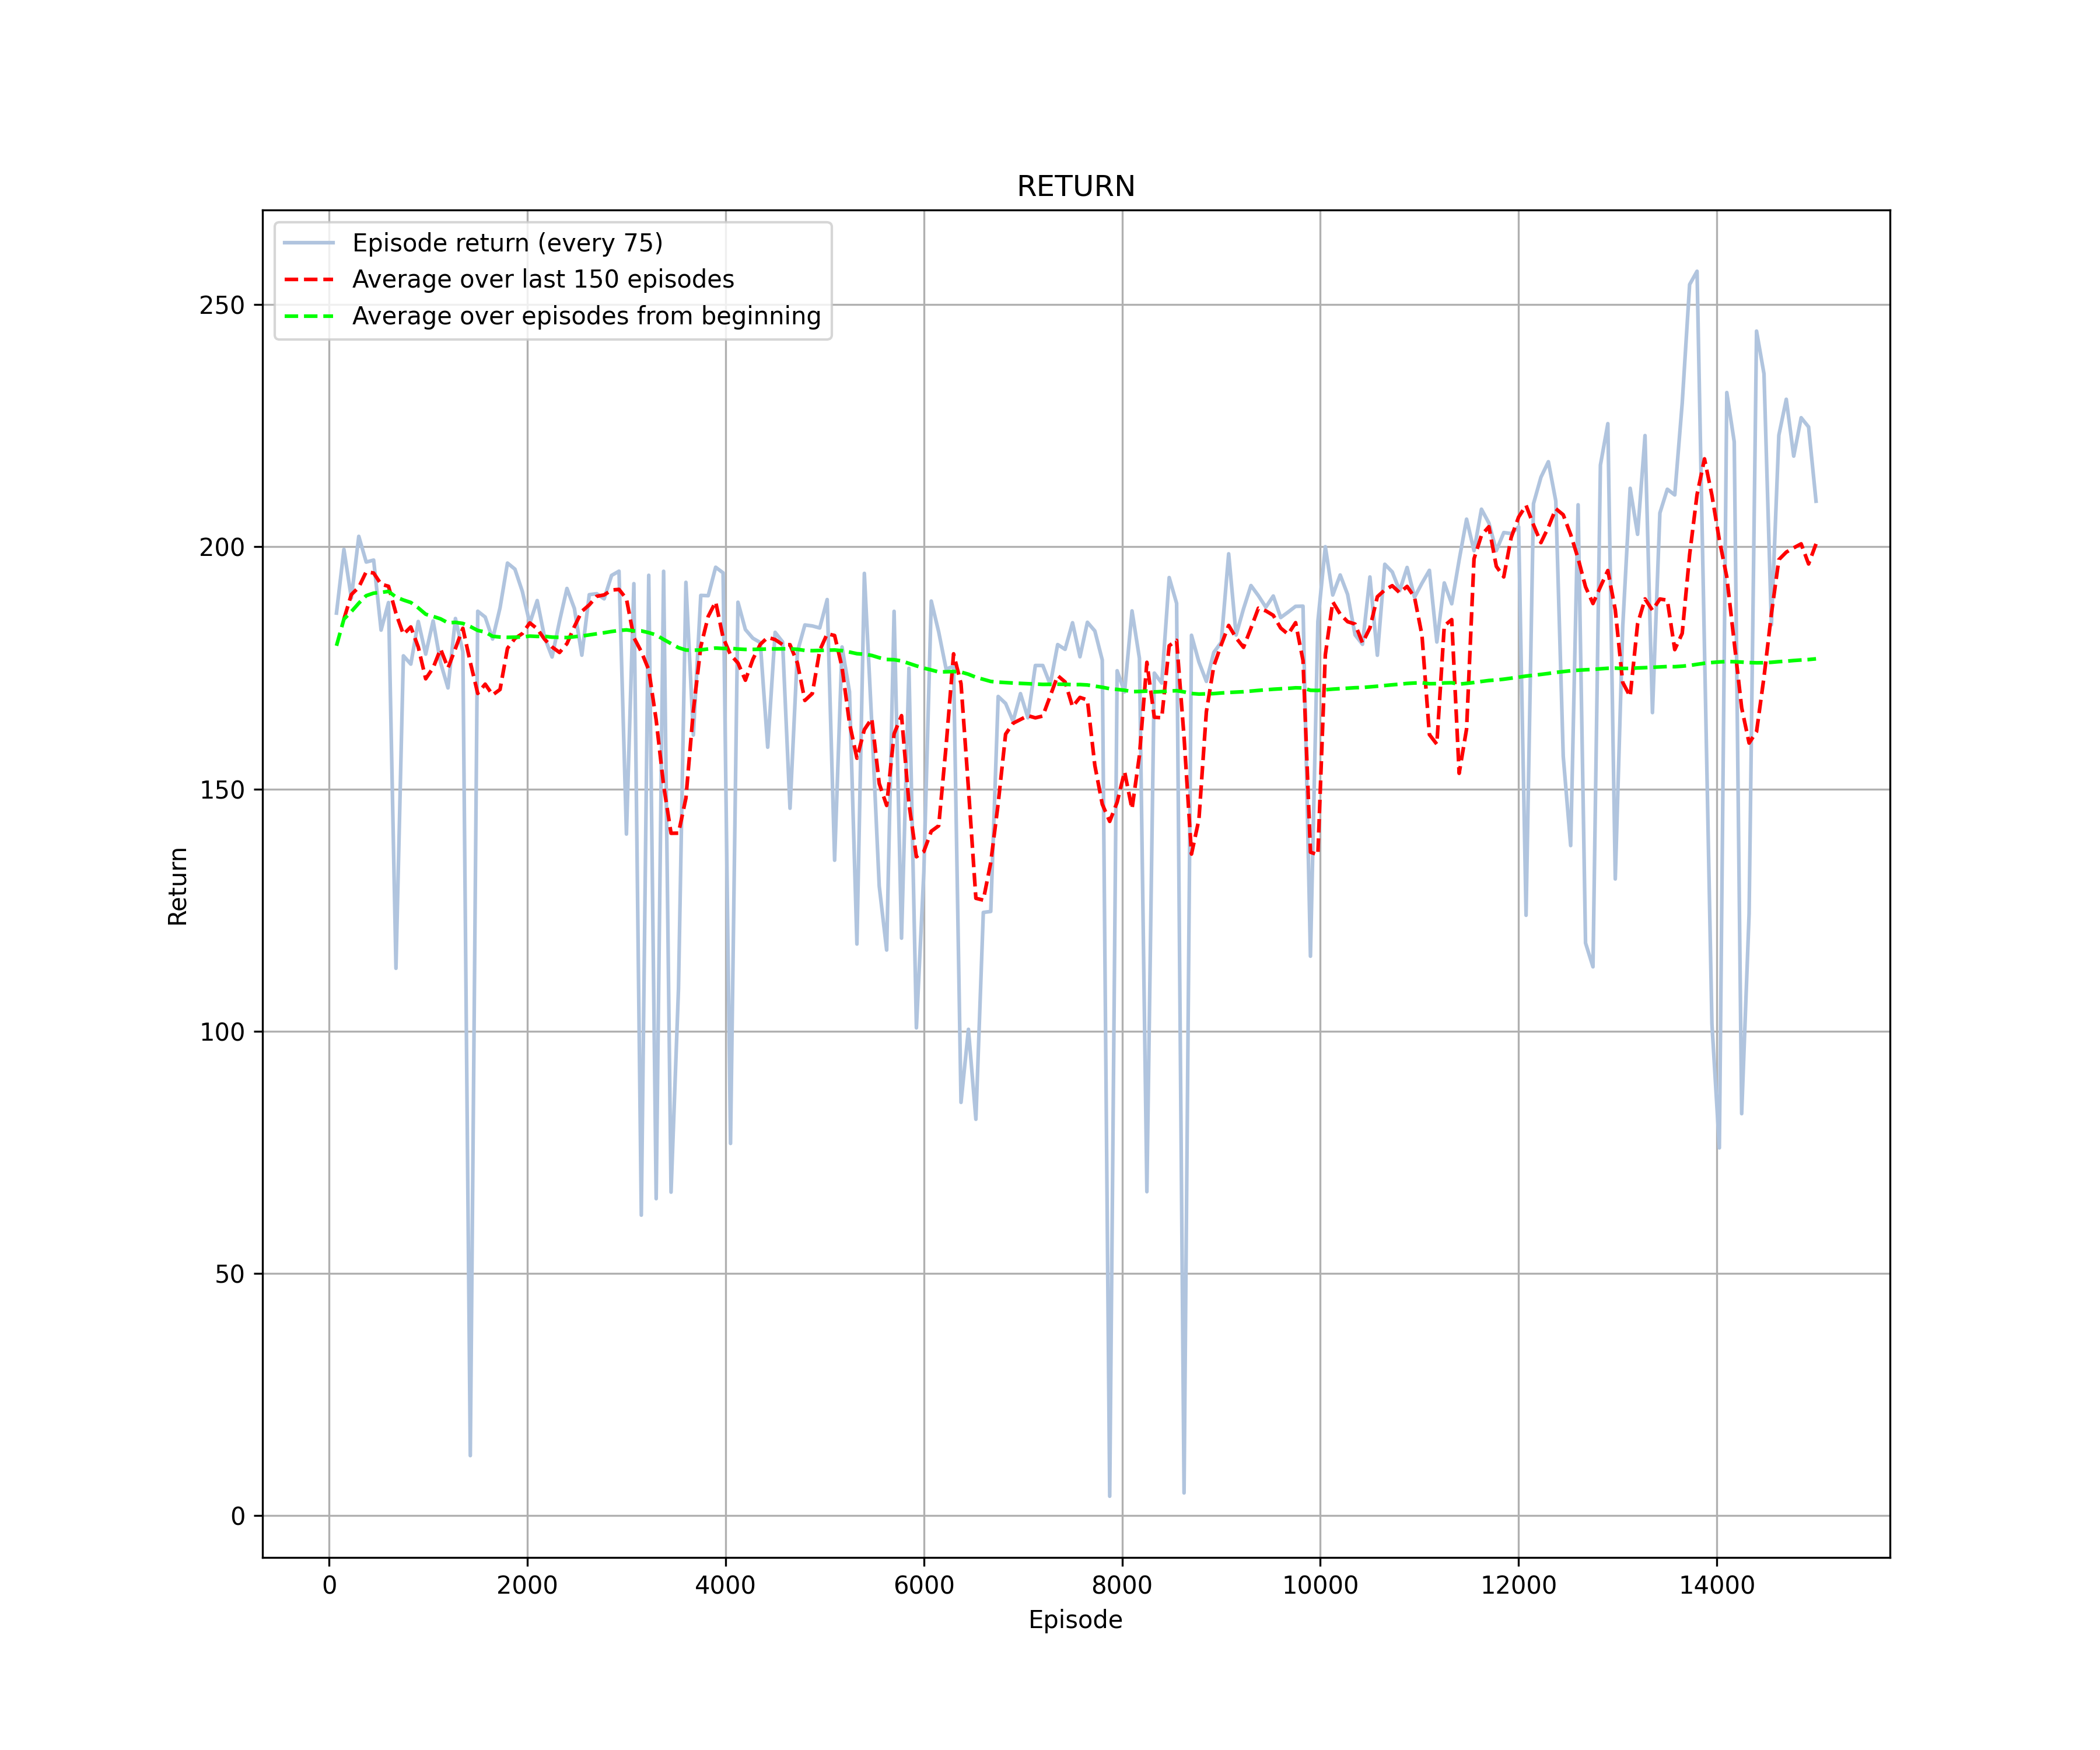 RETURN
Episode return (every 75)
Average over last 150 episodes
Average over episodes from beginning
250
200
150
100
50
0
Return
0 2000 4000 6000 8000 10000 12000 14000
Episode